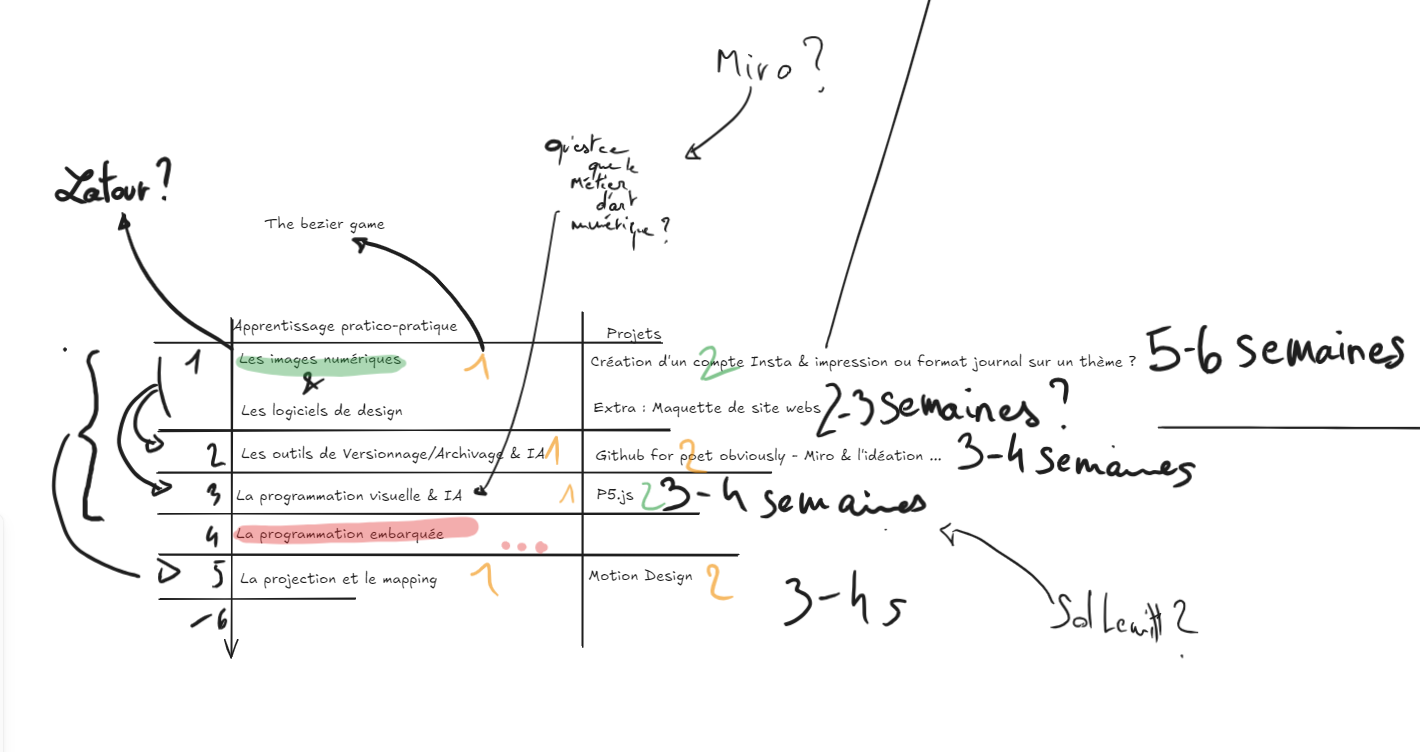 Miro ?
Qu'est ce
que le
Métier
d'art
numérique ?
Latour ?
The bezier game
Apprentissage pratico-pratique
Projets
1
Les images numériques
1
Création d'un compte Insta & impression ou format journal sur un thème ?
2
5-6 semaines
&
Les logiciels de design
Extra : Maquette de site webs
2-3 semaines ?
2
Les outils de Versionnage/Archivage & IA
1
Github for ppet obviously - Miro & l'idéation ...
2
3-4 semaines
3
La programmation visuelle & IA
1
P5.js
2
3-4 semaines
4
La programmation embarquée
...
5
La projection et le mapping
1
Motion Design
2
3-4 s
-6
Sol Lewitt ?